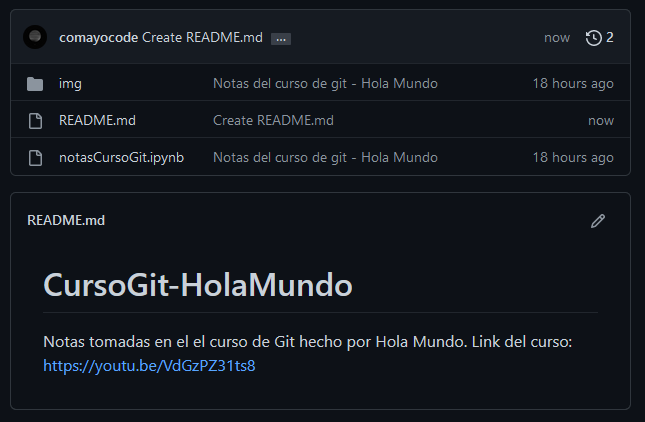 comayocode Create README.md ... now 2
img Notas del curso de git - Hola Mundo 18 hours ago
README.md Create README.md now
notasCursoGit.ipynb Notas del curso de git - Hola Mundo 18 hours ago
README.md
CursoGit-HolaMundo
Notas tomadas en el el curso de Git hecho por Hola Mundo. Link del curso:
https://youtu.be/VdGzPZ31ts8